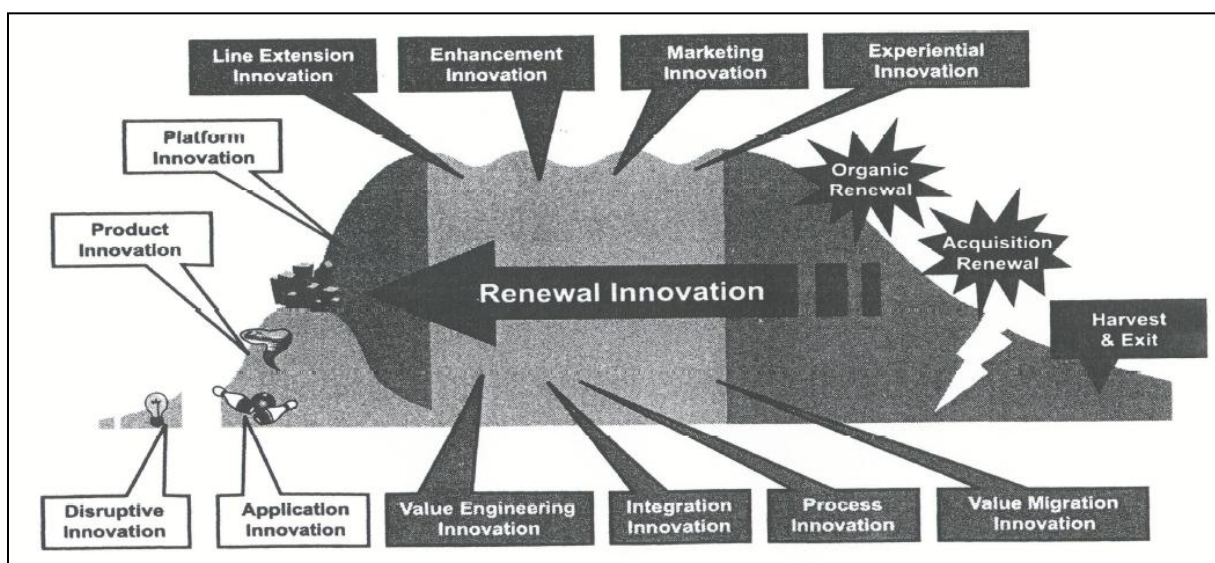 Line Extension
Innovation
Enhancement
Innovation
Marketing
Innovation
Experiential
Innovation
Platform
Innovation
Product
Innovation
Organic
Renewal
Acquisition
Renewal
Renewal Innovation
Harvest
& Exit
Disruptive
Innovation
Application
Innovation
Value Engineering
Innovation
Integration
Innovation
Process
Innovation
Value Migration
Innovation